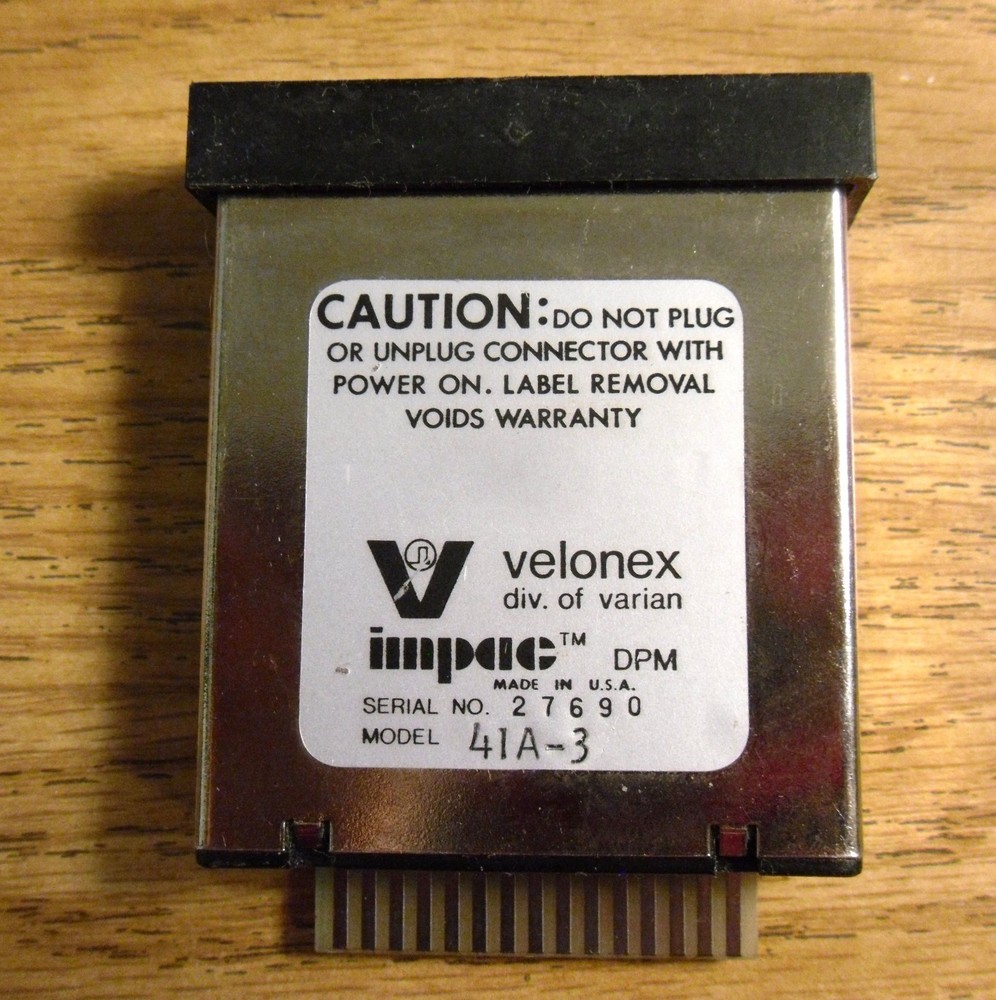 CAUTION: DO NOT PLUG
OR UNPLUG CONNECTOR WITH
POWER ON. LABEL REMOVAL
VOIDS WARRANTY
velonex
div. of varian
impac™ DPM
MADE IN U.S.A.
SERIAL NO. 27690
MODEL 41A-3